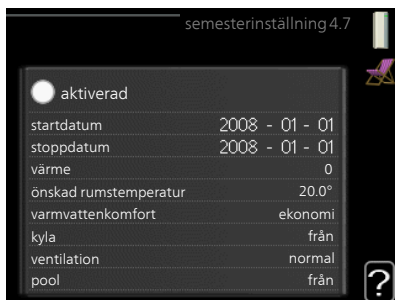 semesterinställning 4.7
aktiverad
startdatum 2008 - 01 - 01
stoppdatum 2008 - 01 - 01
värme 0
önskad rumstemperatur 20.0°
varmvattenkomfort ekonomi
kyla från
ventilation normal
pool från
?